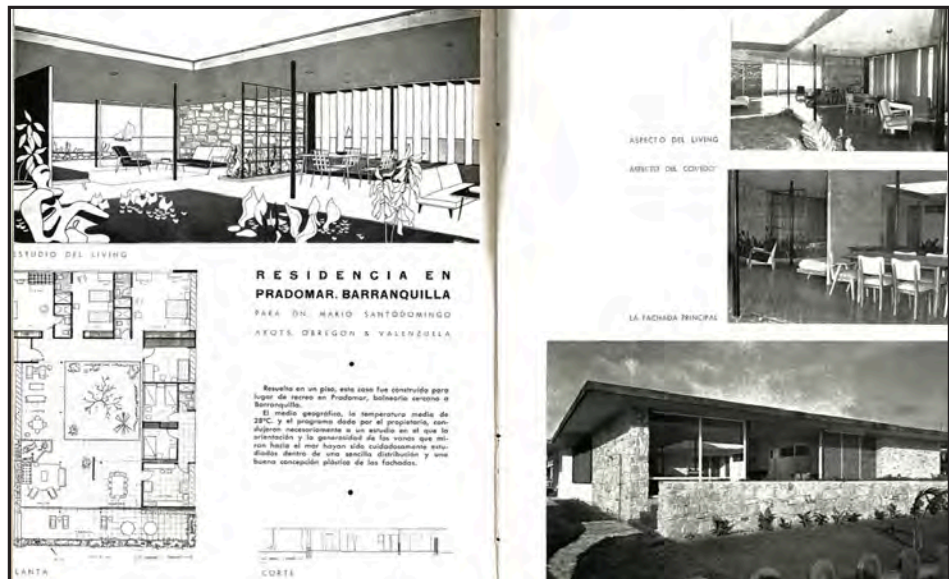 ESTUDIO DEL LIVING
RESIDENCIA EN
PRADOMAR. BARRANQUILLA
PARA DN. MARIO SANTODOMINGO
ARQTS. OBREGON & VALENZUELA
Resuelta en un piso, esta casa fue construída para
lugar de recreo en Pradomar, balneario cercano a
Barranquilla.
El medio geográfico, la temperatura media de
28°C. y el programa dado por el propietario, con-
dujeron necesariamente a un estudio en el que la
orientación y la generosidad de los vanos que mi-
ran hacia el mar hayan sido cuidadosamente estu-
diados dentro de una sencilla distribución y una
buena concepción plástica de las fachadas.
LANTA
CORTE
ASPECTO DEL LIVING
ASPECTO DEL COMEDOR
LA FACHADA PRINCIPAL